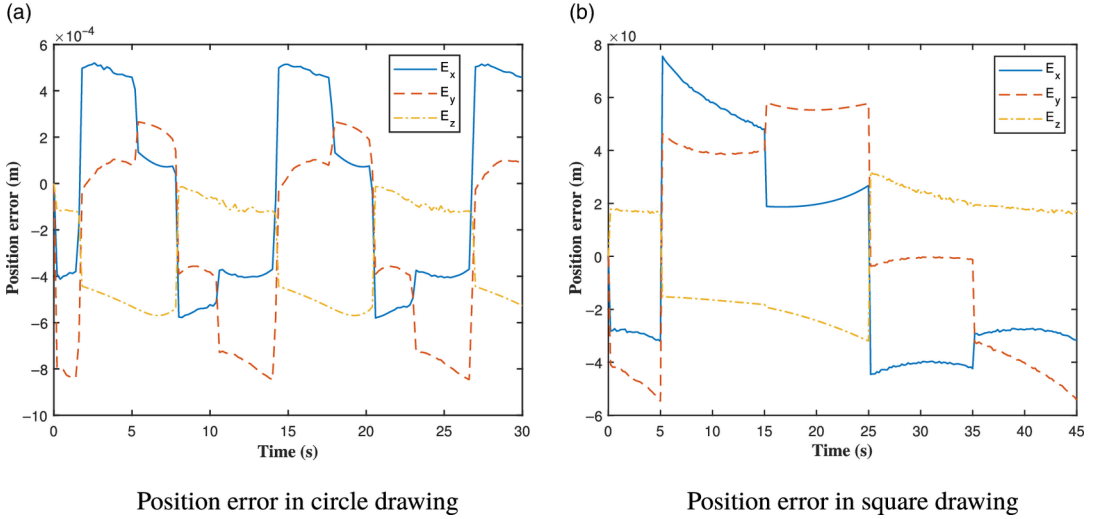 (a)
×10⁻⁴
6
4
2
0
−2
−4
−6
−8
−10
Position error (m)
E_x
E_y
E_z
0
5
10
15
20
25
30
Time (s)
Position error in circle drawing
(b)
×10
8
6
4
2
0
−2
−4
−6
Position error (m)
E_x
E_y
E_z
0
5
10
15
20
25
30
35
40
45
Time (s)
Position error in square drawing